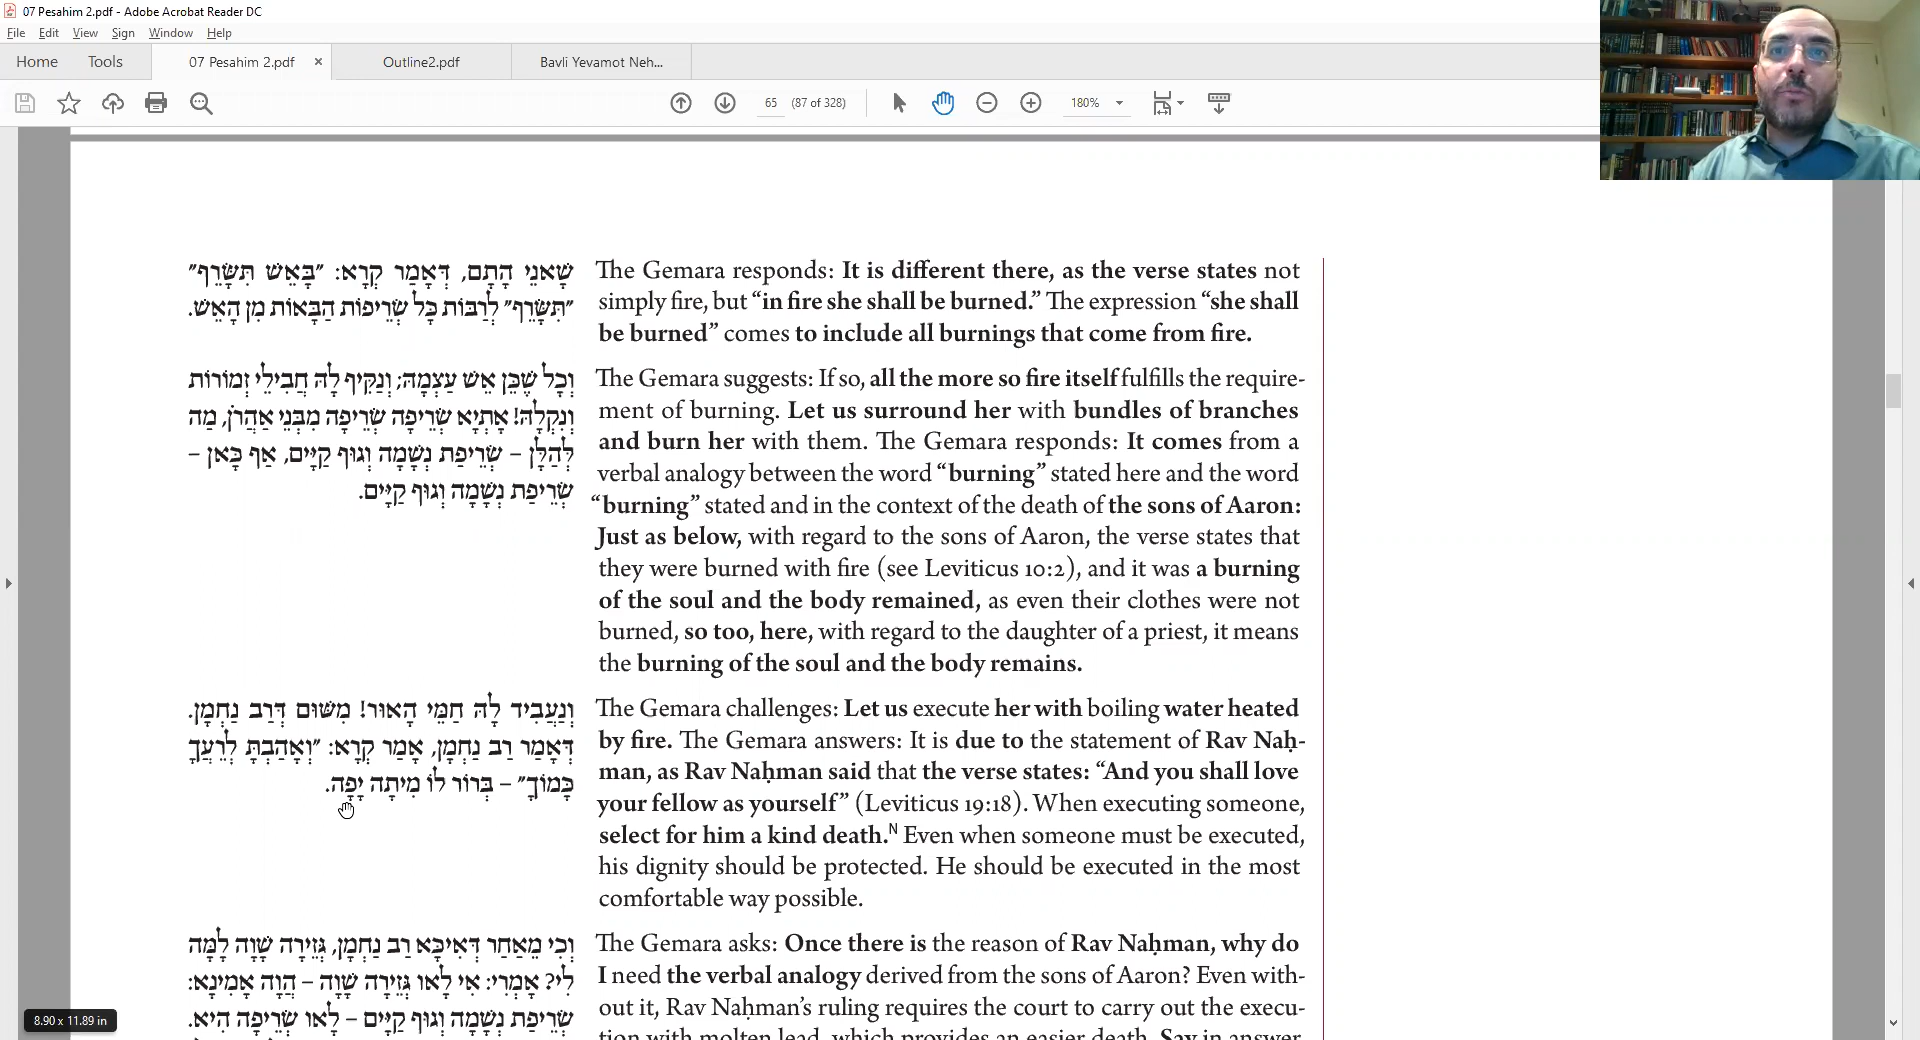 07 Pesahim 2.pdf - Adobe Acrobat Reader DC
File Edit View Sign Window Help
Home Tools 07 Pesahim 2.pdf × Outline2.pdf Bavli Yevamot Neh...
65 (87 of 328) 180%
שָׁאנֵי הָתָם, דְּאָמַר קְרָא: ״בָּאֵשׁ תִּשָּׂרֵף״
״תִּשָּׂרֵף״ לְרַבּוֹת כָּל שְׂרֵיפוֹת הַבָּאוֹת מִן הָאֵשׁ.
The Gemara responds: It is different there, as the verse states not
simply fire, but “in fire she shall be burned.” The expression “she shall
be burned” comes to include all burnings that come from fire.
וְכָל שֶׁכֵּן אֵשׁ עַצְמָהּ; וְנַקֵּיף לָהּ חֲבִילֵי זְמוֹרוֹת
וְנִקְלָהּ! אָתְיָא שְׂרֵיפָה שְׂרֵיפָה מִבְּנֵי אַהֲרֹן, מַה
לְּהַלָּן – שְׂרֵיפַת נְשָׁמָה וְגוּף קַיָּים, אַף כָּאן –
שְׂרֵיפַת נְשָׁמָה וְגוּף קַיָּים.
The Gemara suggests: If so, all the more so fire itself fulfills the require-
ment of burning. Let us surround her with bundles of branches
and burn her with them. The Gemara responds: It comes from a
verbal analogy between the word “burning” stated here and the word
“burning” stated and in the context of the death of the sons of Aaron:
Just as below, with regard to the sons of Aaron, the verse states that
they were burned with fire (see Leviticus 10:2), and it was a burning
of the soul and the body remained, as even their clothes were not
burned, so too, here, with regard to the daughter of a priest, it means
the burning of the soul and the body remains.
וְנַעֲבֵיד לָהּ חַמֵּי הָאוּר! מִשּׁוּם דְּרַב נַחְמָן.
דְּאָמַר רַב נַחְמָן, אָמַר קְרָא: ״וְאָהַבְתָּ לְרֵעֲךָ
כָּמוֹךָ״ – בְּרוֹר לוֹ מִיתָה יָפָה.
The Gemara challenges: Let us execute her with boiling water heated
by fire. The Gemara answers: It is due to the statement of Rav Naḥ-
man, as Rav Naḥman said that the verse states: “And you shall love
your fellow as yourself” (Leviticus 19:18). When executing someone,
select for him a kind death.N Even when someone must be executed,
his dignity should be protected. He should be executed in the most
comfortable way possible.
וְכִי מֵאַחַר דְּאִיכָּא רַב נַחְמָן, גְּזֵירָה שָׁוָה לָמָּה
לִי? אָמְרִי: אִי לָאו גְּזֵירָה שָׁוָה – הֲוָה אָמִינָא:
שְׂרֵיפַת נְשָׁמָה וְגוּף קַיָּים – לָאו שְׂרֵיפָה הִיא.
The Gemara asks: Once there is the reason of Rav Naḥman, why do
I need the verbal analogy derived from the sons of Aaron? Even with-
out it, Rav Naḥman’s ruling requires the court to carry out the execu-
tion with molten lead, which provides an easier death. Say in answer
8.90 x 11.89 in